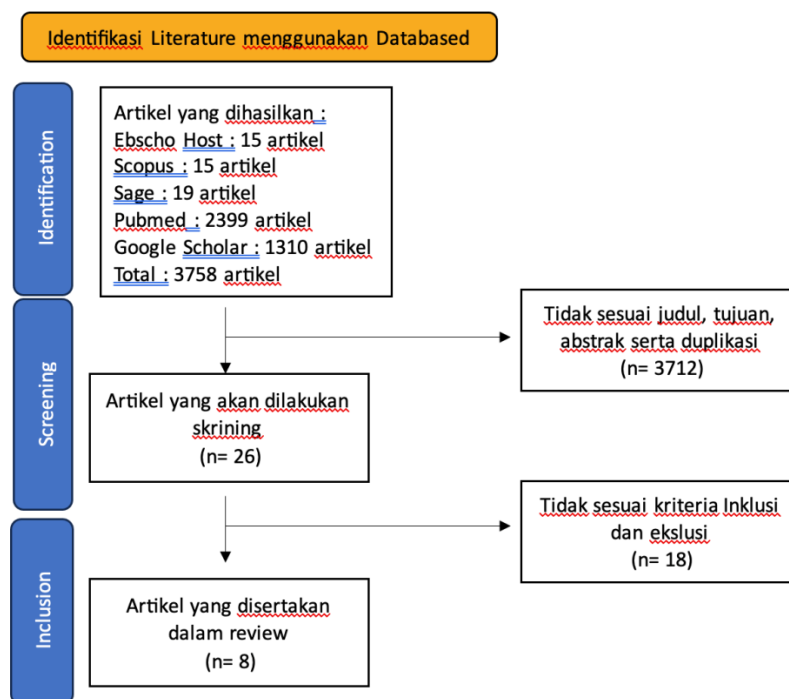 Identifikasi Literature menggunakan Databased
Identification
Artikel yang dihasilkan :
Ebscho Host : 15 artikel
Scopus : 15 artikel
Sage : 19 artikel
Pubmed : 2399 artikel
Google Scholar : 1310 artikel
Total : 3758 artikel
Screening
Tidak sesuai judul, tujuan,
abstrak serta duplikasi
(n= 3712)
Artikel yang akan dilakukan
skrining
(n= 26)
Tidak sesuai kriteria Inklusi
dan ekslusi
(n= 18)
Inclusion
Artikel yang disertakan
dalam review
(n= 8)